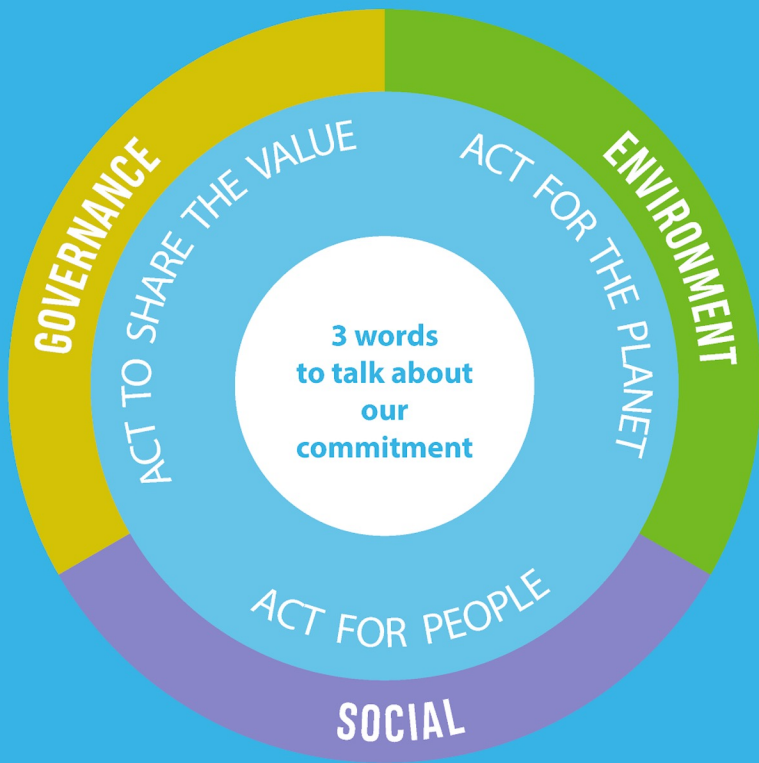 GOVERNANCE
ENVIRONMENT
SOCIAL
ACT TO SHARE THE VALUE
ACT FOR THE PLANET
ACT FOR PEOPLE
3 words
to talk about
our
commitment